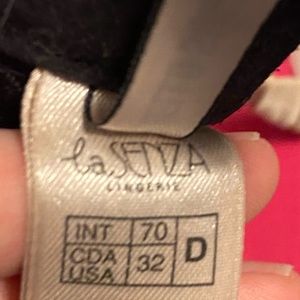 la SENZA
LINGERIE
INT 70 D
CDA USA 32